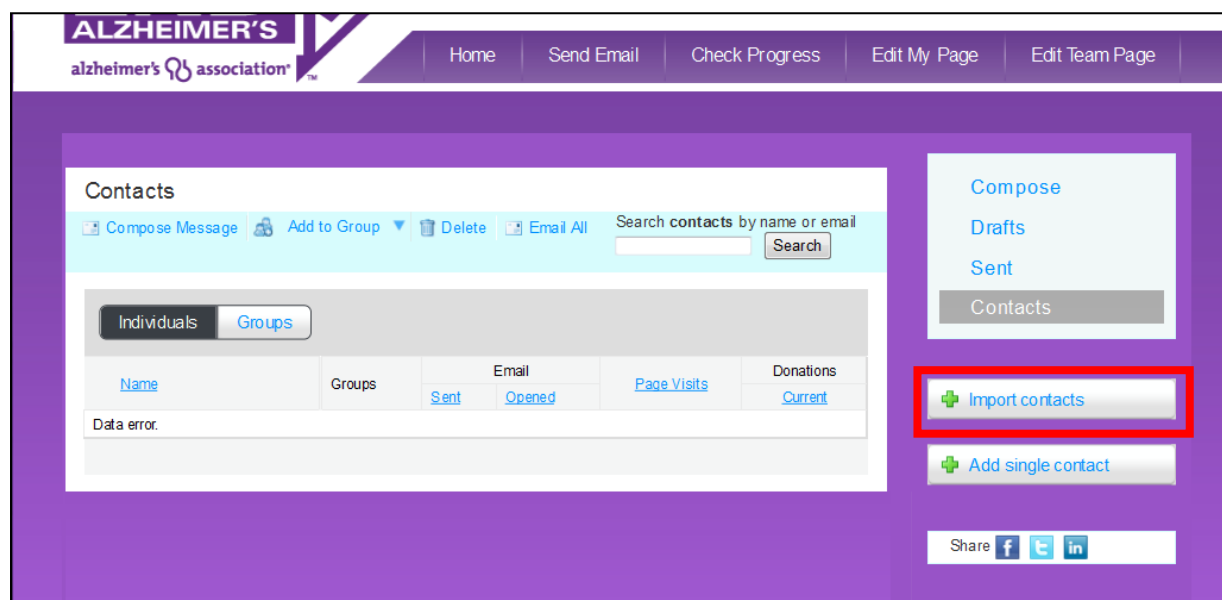 ALZHEIMER'S
alzheimer's association®
TM
Home Send Email Check Progress Edit My Page Edit Team Page
Contacts
Compose Message Add to Group Delete Email All
Search contacts by name or email
Search
Individuals Groups
Name Groups Email Page Visits Donations
Sent Opened Current
Data error.
Compose
Drafts
Sent
Contacts
Import contacts
Add single contact
Share f t in